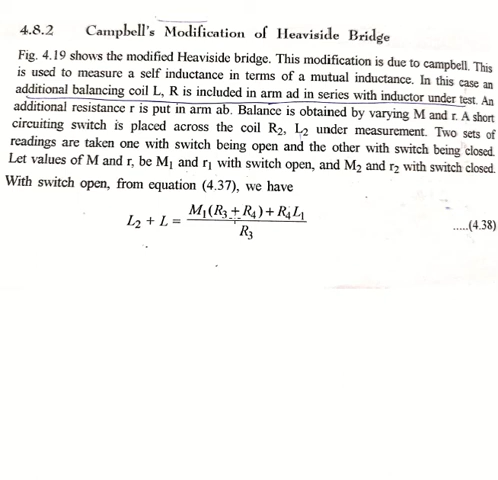 4.8.2 Campbell's Modification of Heaviside Bridge
Fig. 4.19 shows the modified Heaviside bridge. This modification is due to campbell. This
is used to measure a self inductance in terms of a mutual inductance. In this case an
additional balancing coil L, R is included in arm ad in series with inductor under test. An
additional resistance r is put in arm ab. Balance is obtained by varying M and r. A short
circuiting switch is placed across the coil R₂, L₂ under measurement. Two sets of
readings are taken one with switch being open and the other with switch being closed.
Let values of M and r, be M₁ and r₁ with switch open, and M₂ and r₂ with switch closed.
With switch open, from equation (4.37), we have
L₂ + L = M₁(R₃ + R₄) + R₄L₁ / R₃ .....(4.38)